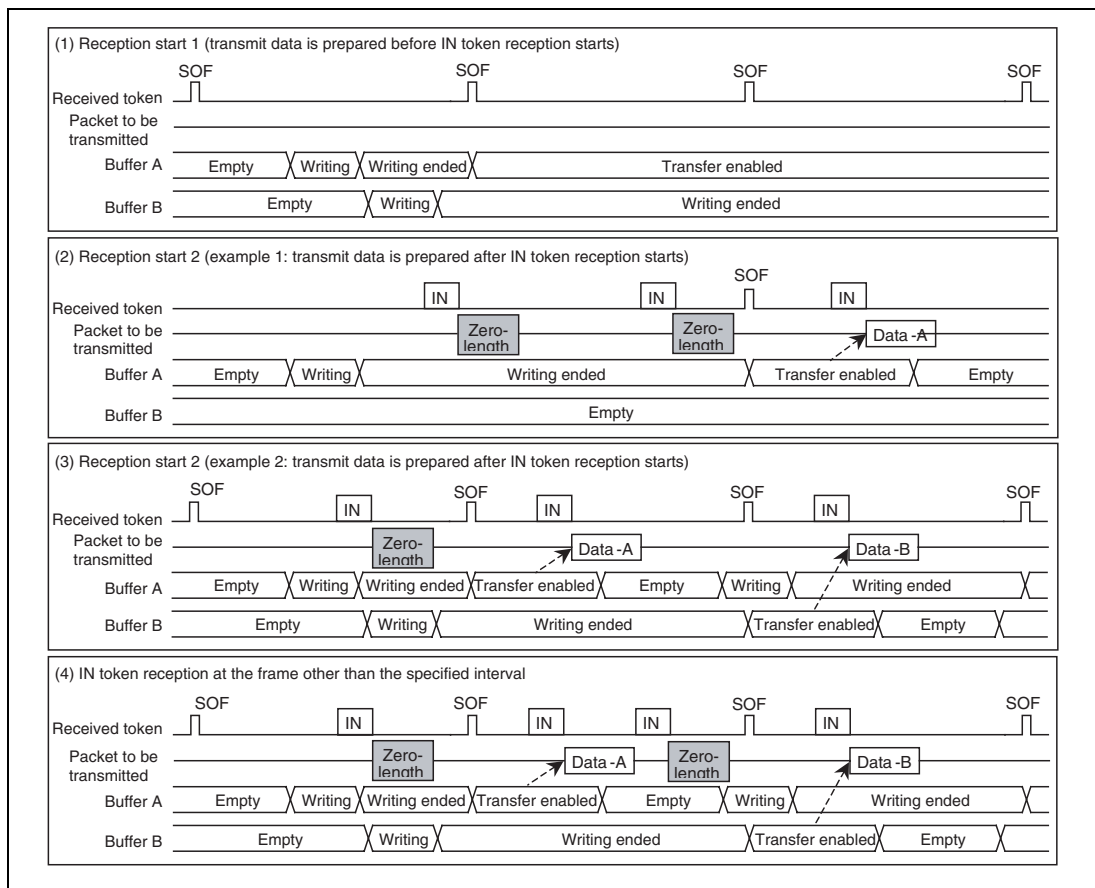 (1) Reception start 1 (transmit data is prepared before IN token reception starts)
SOF SOF SOF SOF
Received token
Packet to be
transmitted
Buffer A Empty Writing Writing ended Transfer enabled
Buffer B Empty Writing Writing ended
(2) Reception start 2 (example 1: transmit data is prepared after IN token reception starts)
SOF
Received token IN IN IN
Packet to be
transmitted
Zero-
length
Zero-
length
Data -A
Buffer A Empty Writing Writing ended Transfer enabled Empty
Buffer B Empty
(3) Reception start 2 (example 2: transmit data is prepared after IN token reception starts)
SOF SOF SOF SOF
Received token IN IN IN
Packet to be
transmitted
Zero-
length
Data -A Data -B
Buffer A Empty Writing Writing ended Transfer enabled Empty Writing Writing ended
Buffer B Empty Writing Writing ended Transfer enabled Empty
(4) IN token reception at the frame other than the specified interval
SOF SOF SOF SOF
Received token IN IN IN IN
Packet to be
transmitted
Zero-
length
Data -A
Zero-
length
Data -B
Buffer A Empty Writing Writing ended Transfer enabled Empty Writing Writing ended
Buffer B Empty Writing Writing ended Transfer enabled Empty